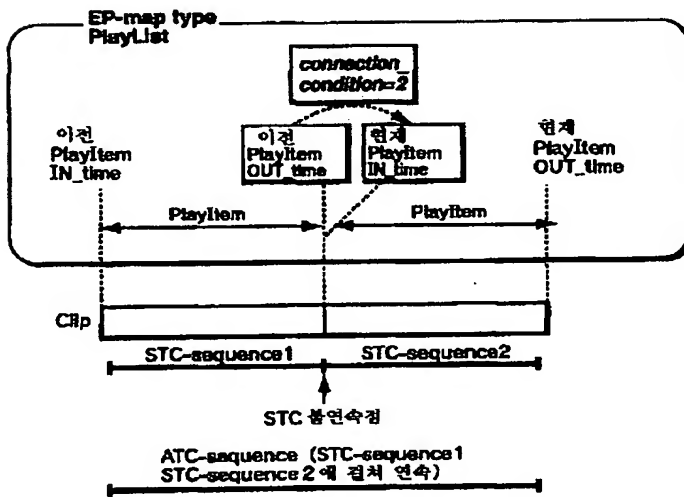 EP-map type
PlayList
connection
condition=2
이전
PlayItem
IN_time
이전
PlayItem
OUT_time
현재
PlayItem
IN_time
현재
PlayItem
OUT_time
PlayItem
PlayItem
Clip
STC-sequence1
STC-sequence2
STC 불연속점
ATC-sequence (STC-sequence1
STC-sequence2에 걸쳐 연속)